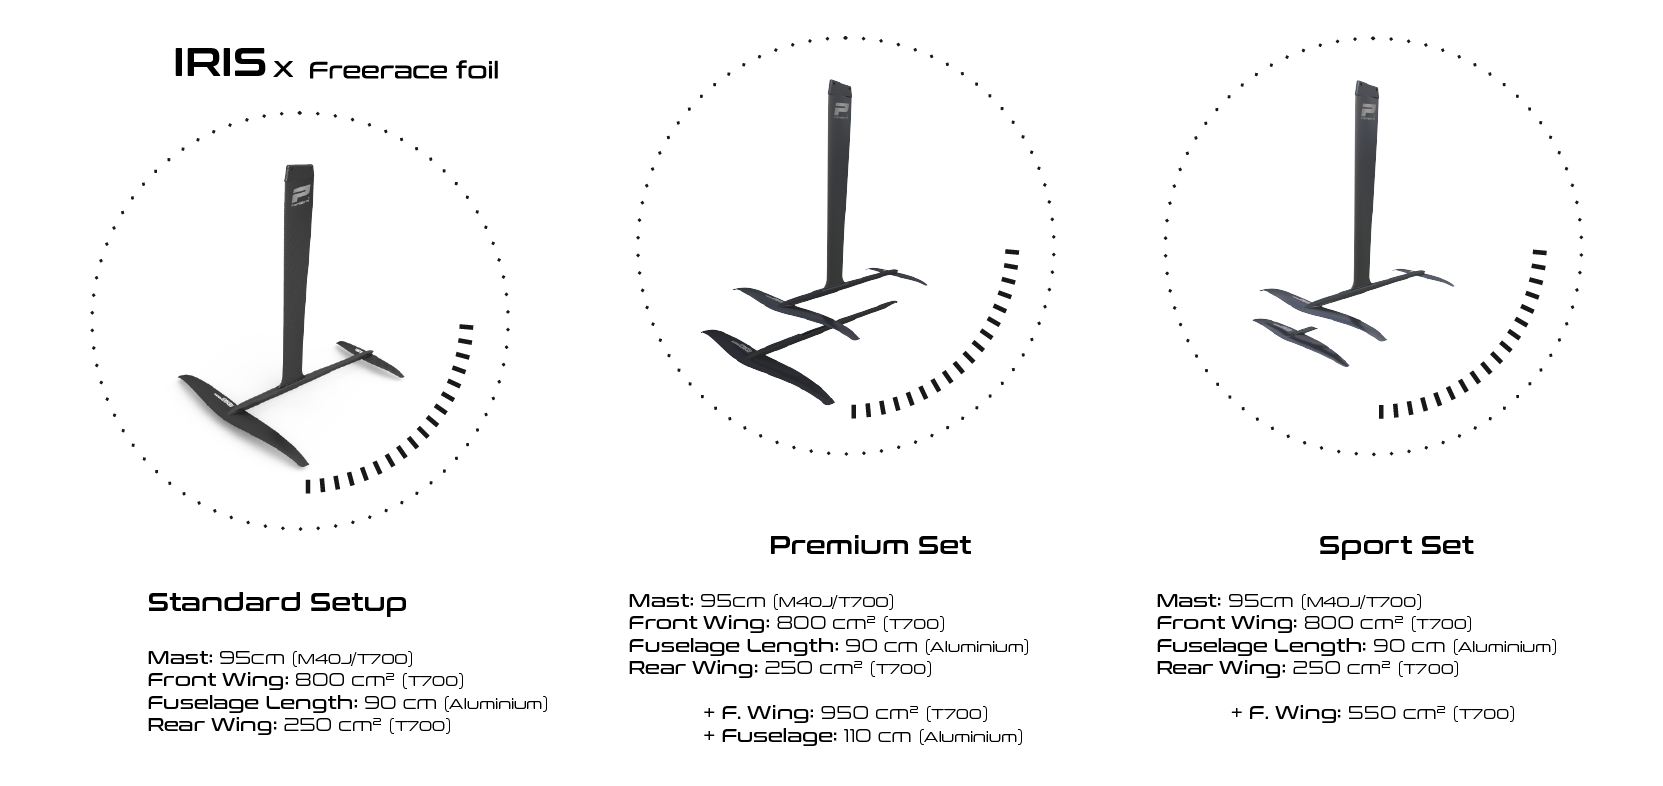 IRIS x Freerace foil
Standard Setup
Mast: 95cm (M40J/T700)
Front Wing: 800 cm² (T700)
Fuselage Length: 90 cm (Aluminium)
Rear Wing: 250 cm² (T700)
Premium Set
Mast: 95cm (M40J/T700)
Front Wing: 800 cm² (T700)
Fuselage Length: 90 cm (Aluminium)
Rear Wing: 250 cm² (T700)
+ F. Wing: 950 cm² (T700)
+ Fuselage: 110 cm (Aluminium)
Sport Set
Mast: 95cm (M40J/T700)
Front Wing: 800 cm² (T700)
Fuselage Length: 90 cm (Aluminium)
Rear Wing: 250 cm² (T700)
+ F. Wing: 550 cm² (T700)